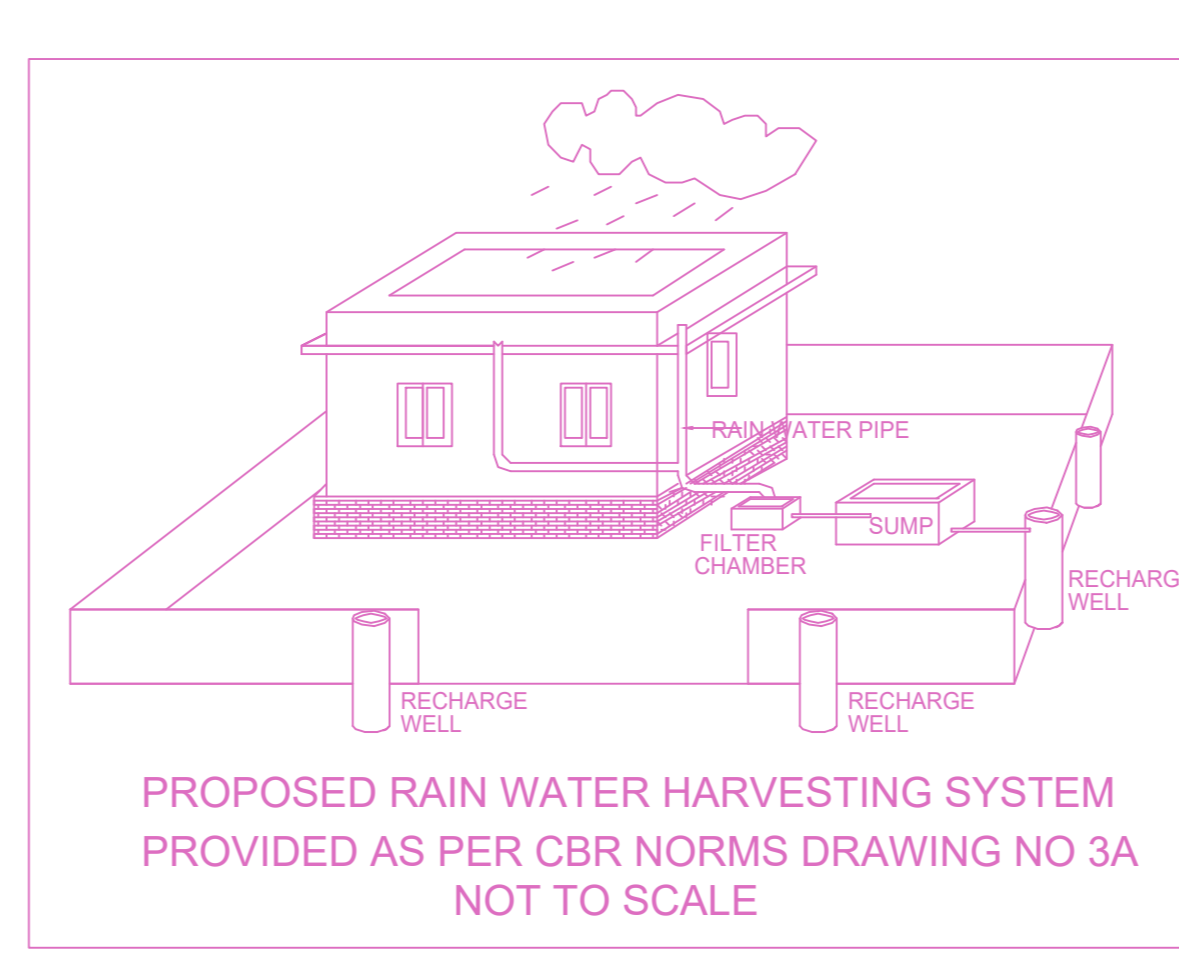 RAIN WATER PIPE
SUMP
FILTER
CHAMBER
RECHARG
WELL
RECHARGE
WELL
RECHARGE
WELL
PROPOSED RAIN WATER HARVESTING SYSTEM
PROVIDED AS PER CBR NORMS DRAWING NO 3A
NOT TO SCALE